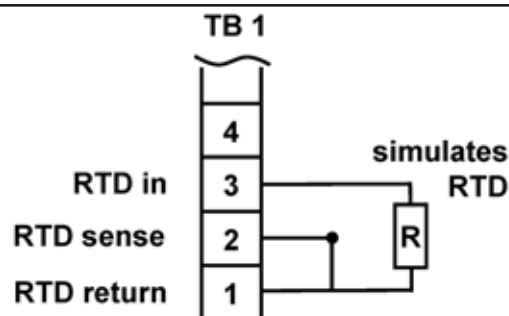 TB 1
4
simulates
RTD in 3 RTD
RTD sense 2 R
RTD return 1